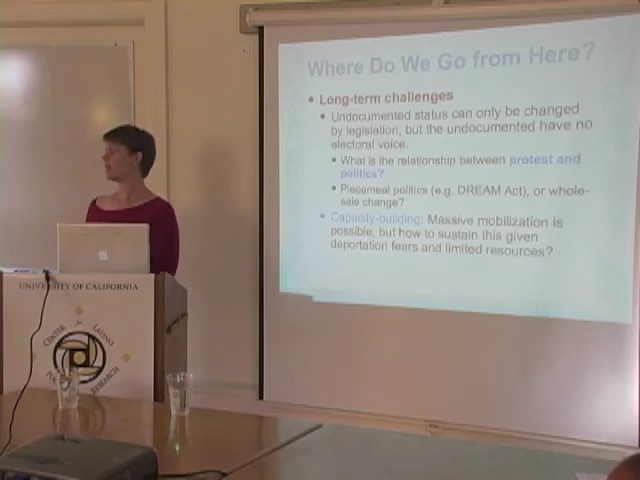 Where Do We Go from Here?
• Long-term challenges
• Undocumented status can only be changed
by legislation, but the undocumented have no
electoral voice.
• What is the relationship between protest and
politics?
• Piecemeal politics (e.g. DREAM Act), or whole-
sale change?
• Capacity-building: Massive mobilization is
possible, but how to sustain this given
deportation fears and limited resources?
UNIVERSITY OF CALIFORNIA
CENTER LATINO
RESEARCH